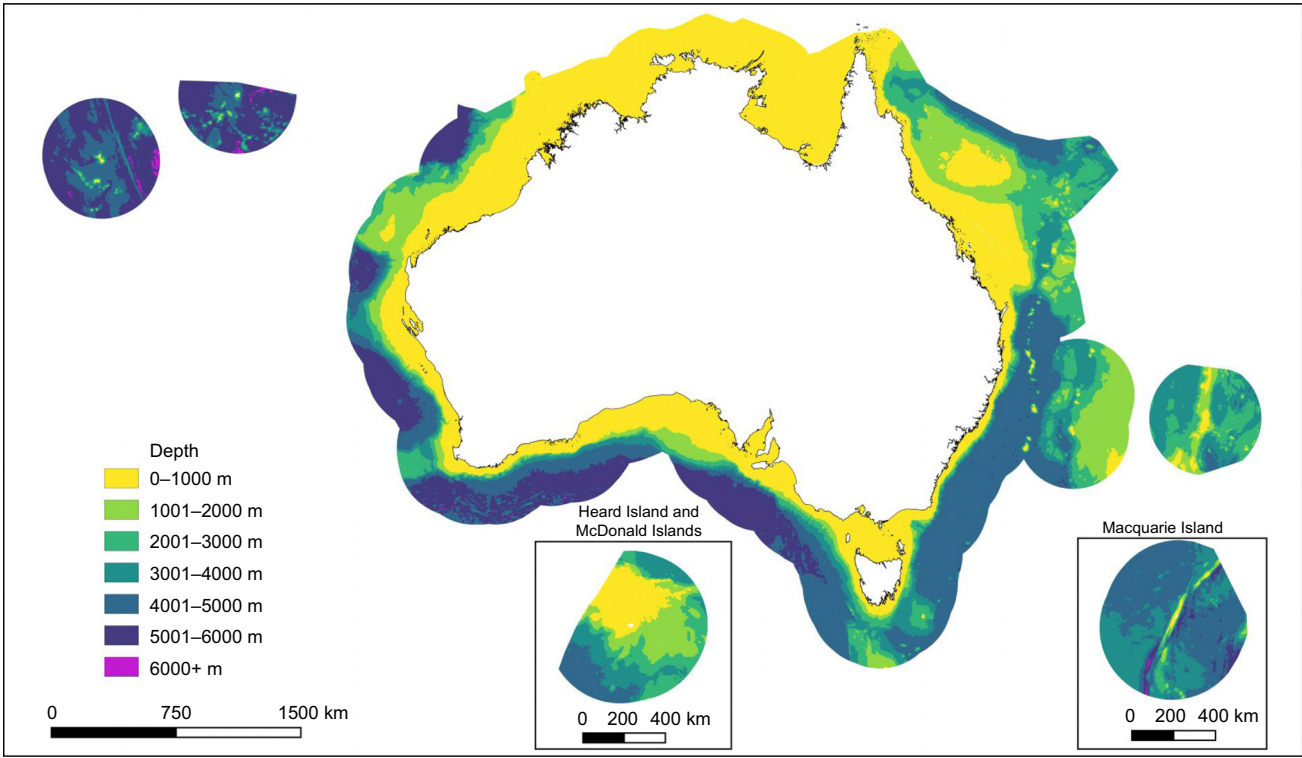 Depth
0–1000 m
1001–2000 m
2001–3000 m
3001–4000 m
4001–5000 m
5001–6000 m
6000+ m
0 750 1500 km
Heard Island and
McDonald Islands
0 200 400 km
Macquarie Island
0 200 400 km